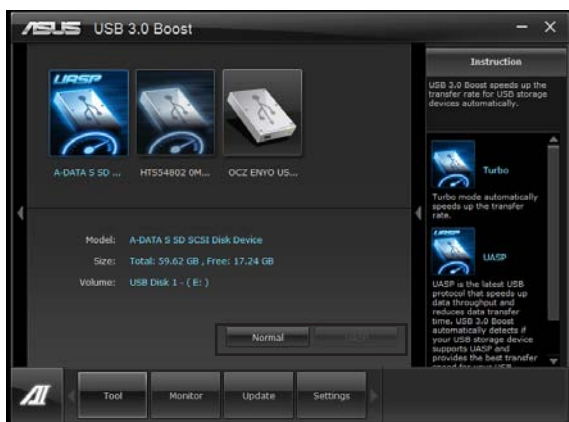 ASUS USB 3.0 Boost
UASP
A-DATA S SD ...
HTS54802 0M...
OCZ ENYO US...
Model: A-DATA S SD SCSI Disk Device
Size: Total: 59.62 GB , Free: 17.24 GB
Volume: USB Disk 1 - ( E: )
Normal
UASP
Instruction
USB 3.0 Boost speeds up the
transfer rate for USB storage
devices automatically.
Turbo
Turbo mode automatically
speeds up the transfer
rate.
UASP
UASP
UASP is the latest USB
protocol that speeds up
data throughput and
reduces data transfer
time. USB 3.0 Boost
automatically detects if
your USB storage device
supports UASP and
provides the best transfer
speed for your USB
Tool
Monitor
Update
Settings